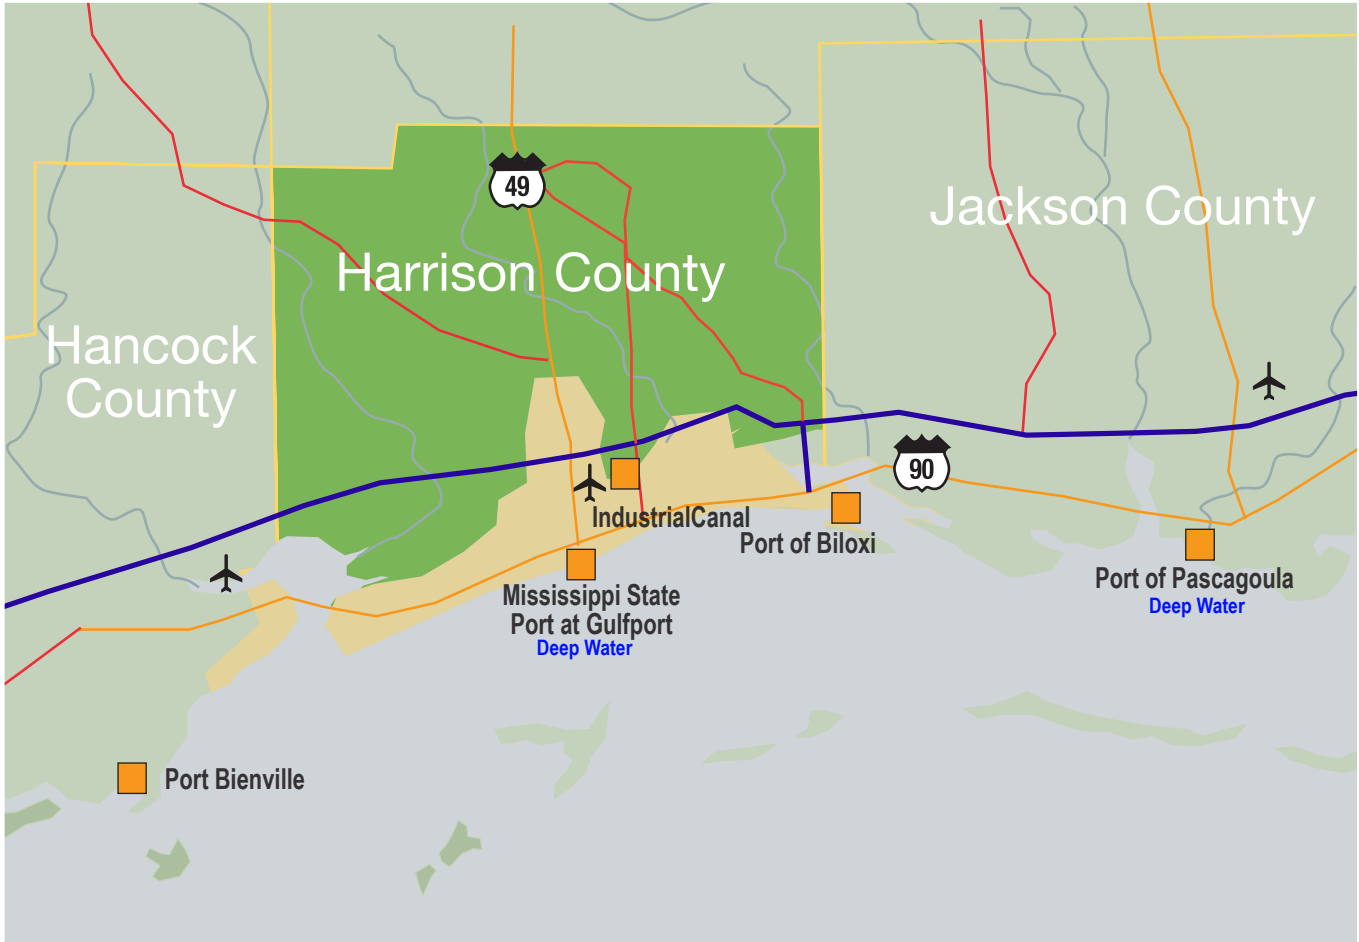 49
Jackson County
Harrison County
Hancock
County
90
IndustrialCanal
Port of Biloxi
Mississippi State
Port at Gulfport
Deep Water
Port of Pascagoula
Deep Water
Port Bienville